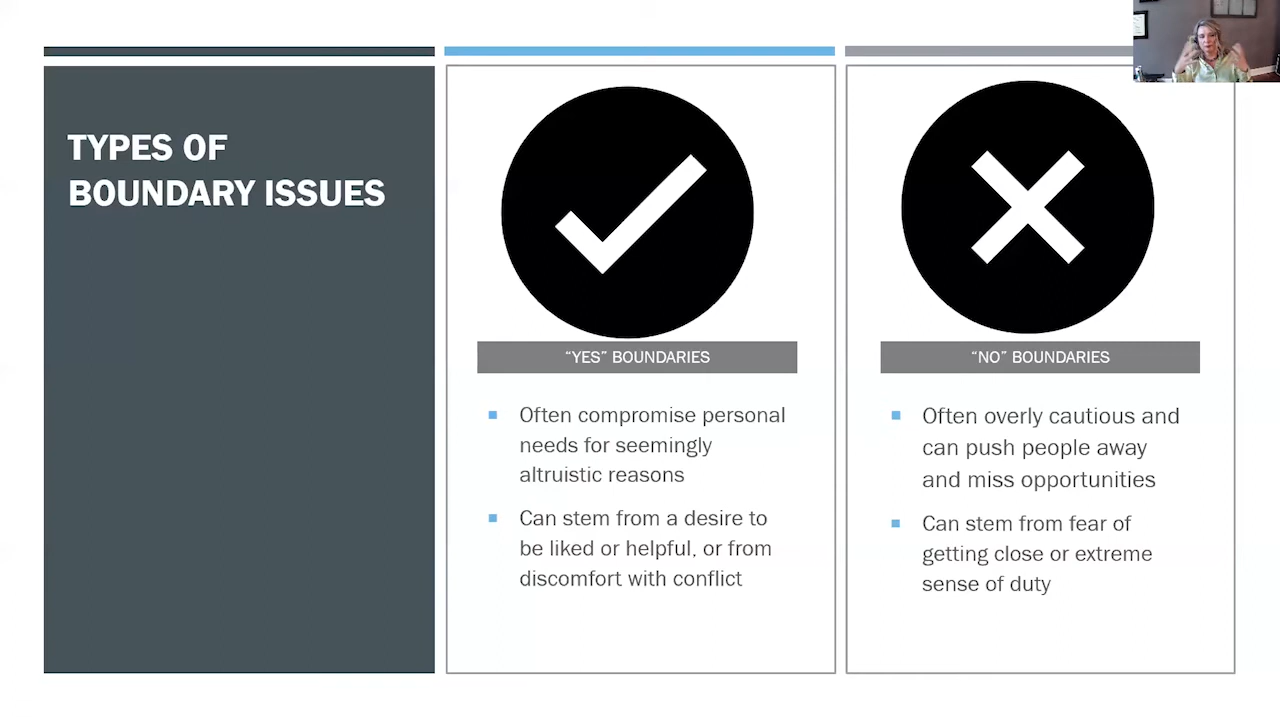 TYPES OF
BOUNDARY ISSUES
“YES” BOUNDARIES
Often compromise personal
needs for seemingly
altruistic reasons
Can stem from a desire to
be liked or helpful, or from
discomfort with conflict
“NO” BOUNDARIES
Often overly cautious and
can push people away
and miss opportunities
Can stem from fear of
getting close or extreme
sense of duty